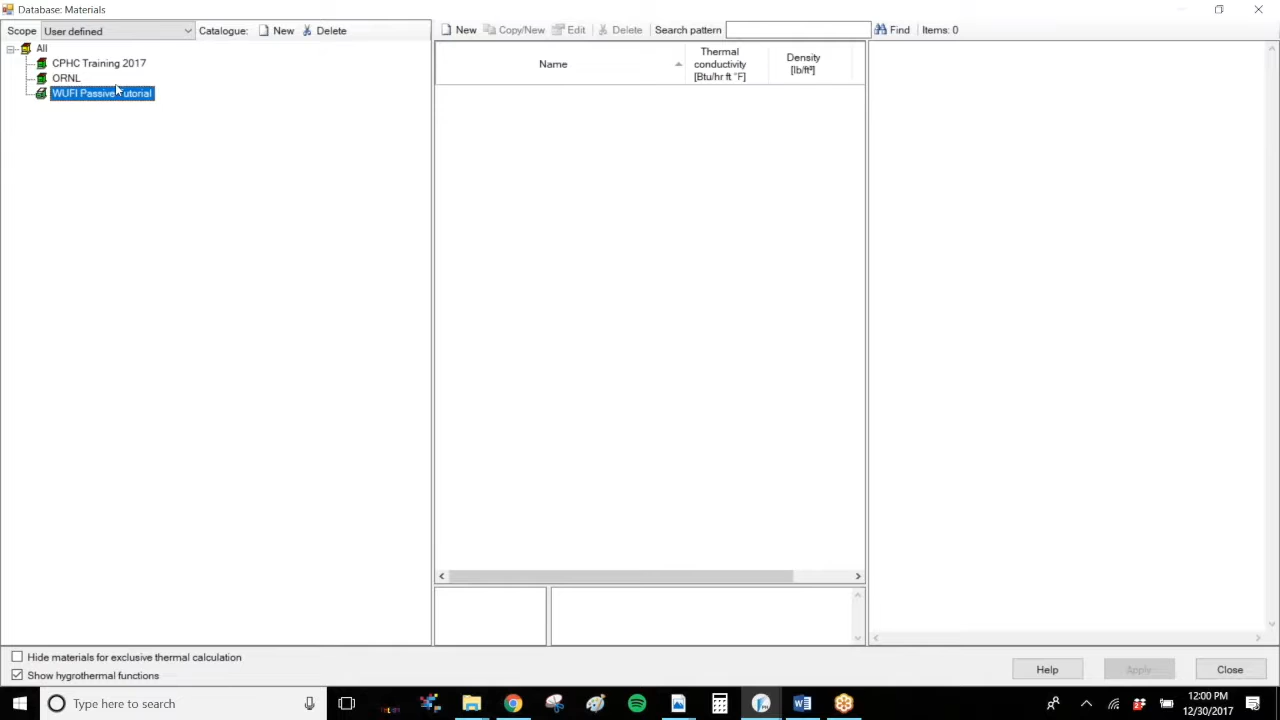 Database: Materials
Scope User defined Catalogue: New Delete New Copy/New Edit Delete Search pattern Find Items: 0
All
CPHC Training 2017
ORNL
WUFI Passive Tutorial
Name
Thermal
conductivity
[Btu/hr ft °F]
Density
[lb/ft³]
Hide materials for exclusive thermal calculation
Show hygrothermal functions
Help Apply Close
Type here to search
12:00 PM
12/30/2017